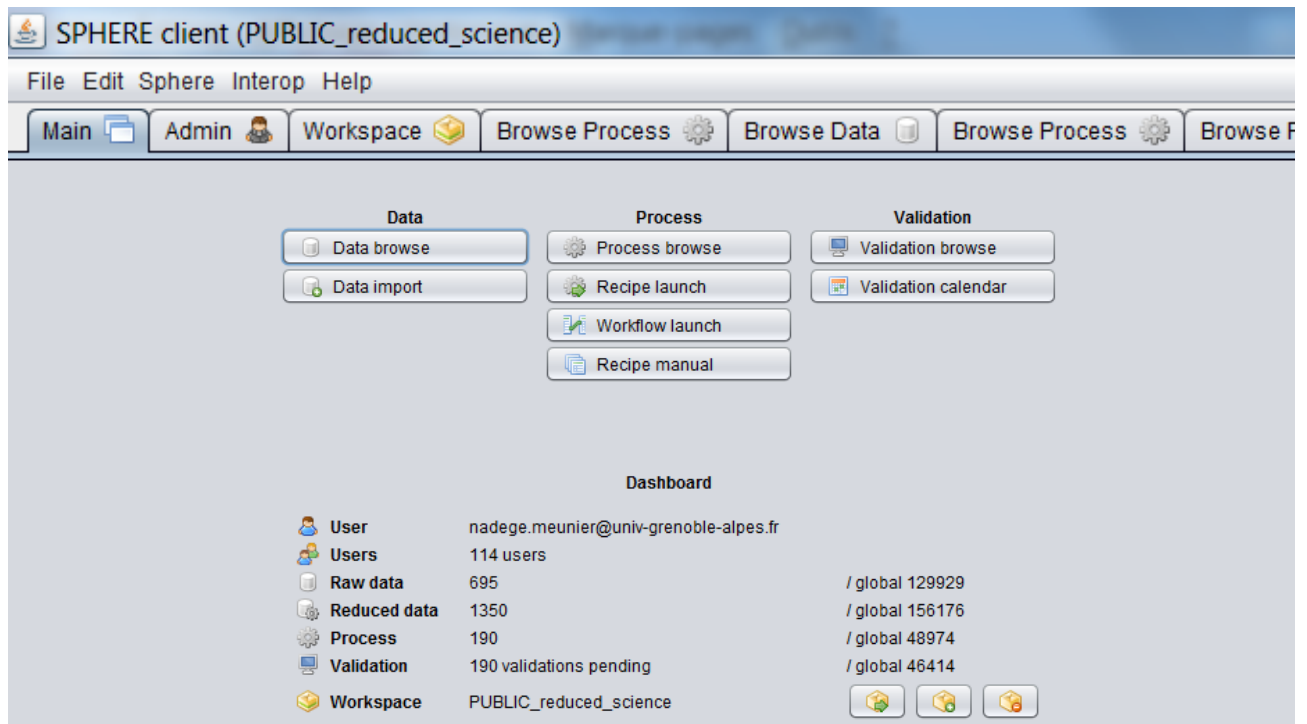 SPHERE client (PUBLIC_reduced_science)
File Edit Sphere Interop Help
Main Admin Workspace Browse Process Browse Data Browse Process Browse
Data Process Validation
Data browse Process browse Validation browse
Data import Recipe launch Validation calendar
Workflow launch
Recipe manual
Dashboard
User nadege.meunier@univ-grenoble-alpes.fr
Users 114 users
Raw data 695 / global 129929
Reduced data 1350 / global 156176
Process 190 / global 48974
Validation 190 validations pending / global 46414
Workspace PUBLIC_reduced_science